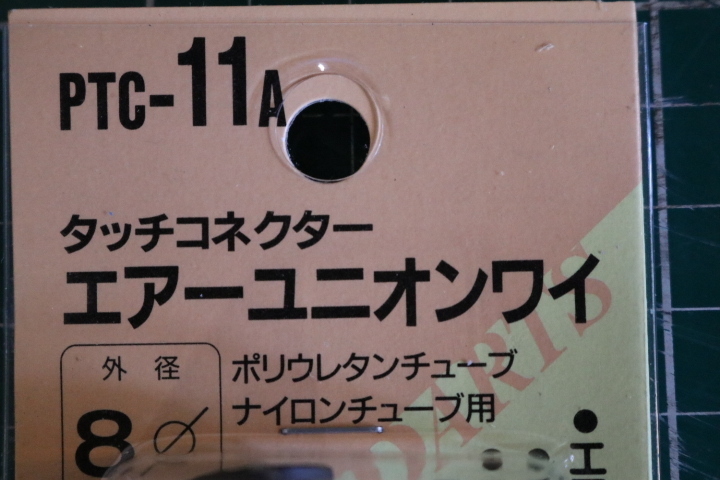 PTC-11A
タッチコネクター
エアーユニオンワイ
外 径
ポリウレタンチューブ
ナイロンチューブ用
8⌀
PARTS